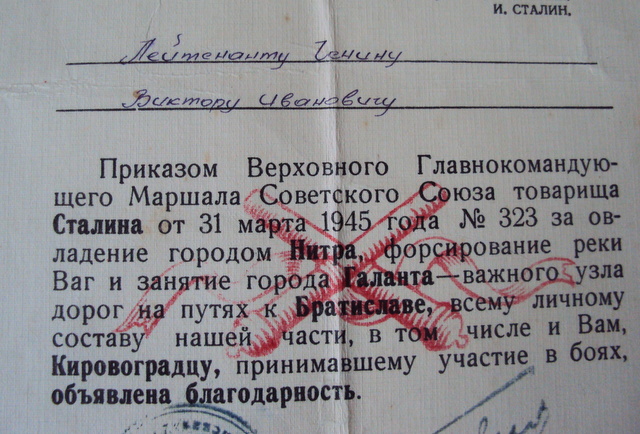 И. СТАЛИН.
Лейтенанту Генину
Виктору Ивановичу
Приказом Верховного Главнокомандую-
щего Маршала Советского Союза товарища
Сталина от 31 марта 1945 года № 323 за ов-
ладение городом Нитра, форсирование реки
Ваг и занятие города Галанта—важного узла
дорог на путях к Братиславе, всему личному
составу нашей части, в том числе и Вам,
Кировоградцу, принимавшему участие в боях,
объявлена благодарность.